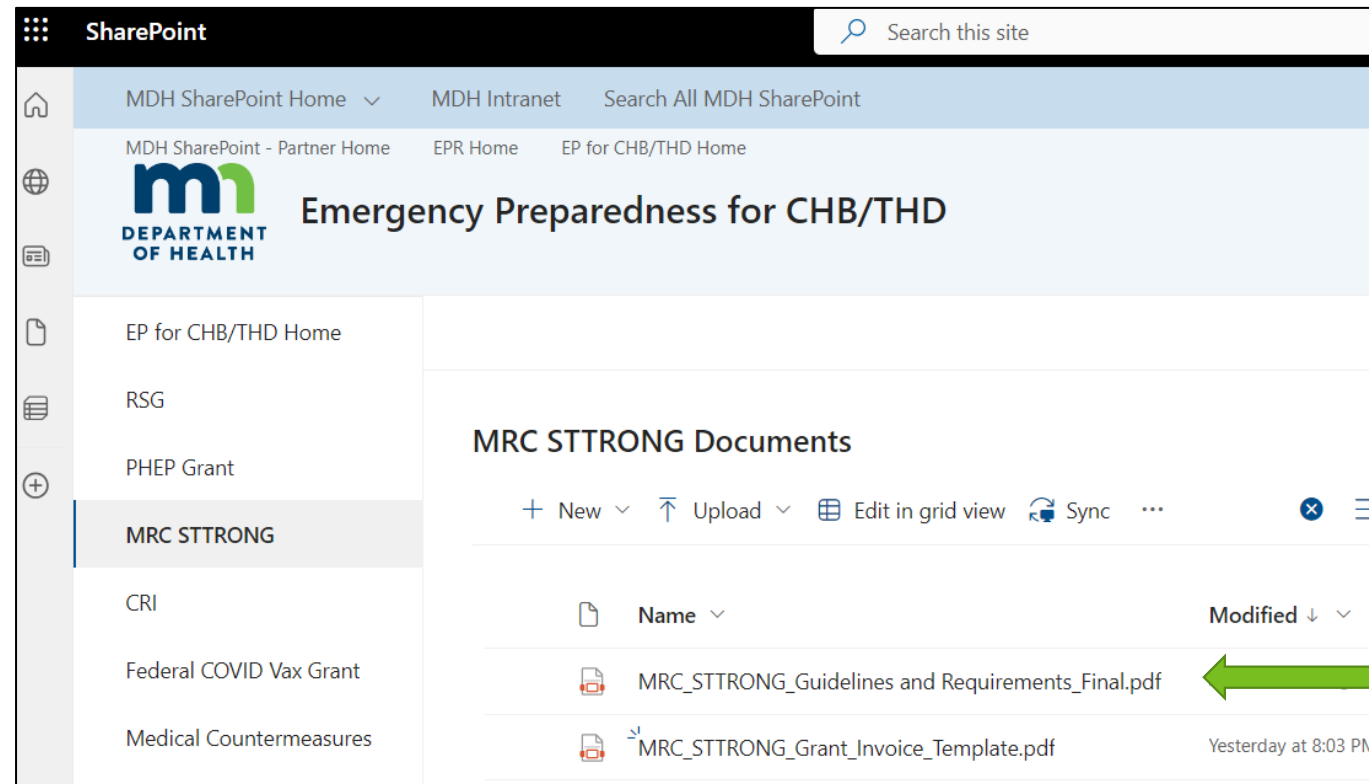 SharePoint
Search this site
MDH SharePoint Home
MDH Intranet
Search All MDH SharePoint
MDH SharePoint - Partner Home
EPR Home
EP for CHB/THD Home
mn
DEPARTMENT
OF HEALTH
Emergency Preparedness for CHB/THD
EP for CHB/THD Home
RSG
PHEP Grant
MRC STTRONG
CRI
Federal COVID Vax Grant
Medical Countermeasures
MRC STTRONG Documents
New
Upload
Edit in grid view
Sync
Name
Modified
MRC_STTRONG_Guidelines and Requirements_Final.pdf
MRC_STTRONG_Grant_Invoice_Template.pdf
Yesterday at 8:03 PM